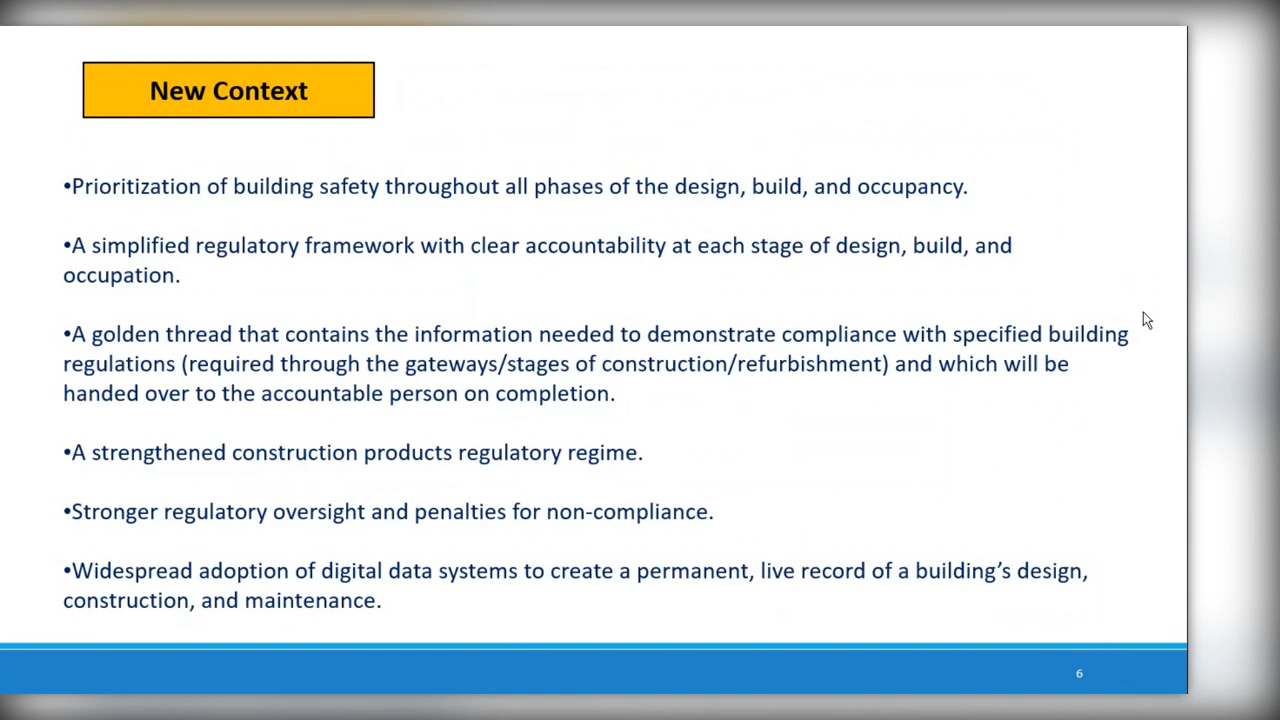 New Context
•Prioritization of building safety throughout all phases of the design, build, and occupancy.
•A simplified regulatory framework with clear accountability at each stage of design, build, and
occupation.
•A golden thread that contains the information needed to demonstrate compliance with specified building
regulations (required through the gateways/stages of construction/refurbishment) and which will be
handed over to the accountable person on completion.
•A strengthened construction products regulatory regime.
•Stronger regulatory oversight and penalties for non-compliance.
•Widespread adoption of digital data systems to create a permanent, live record of a building’s design,
construction, and maintenance.
6